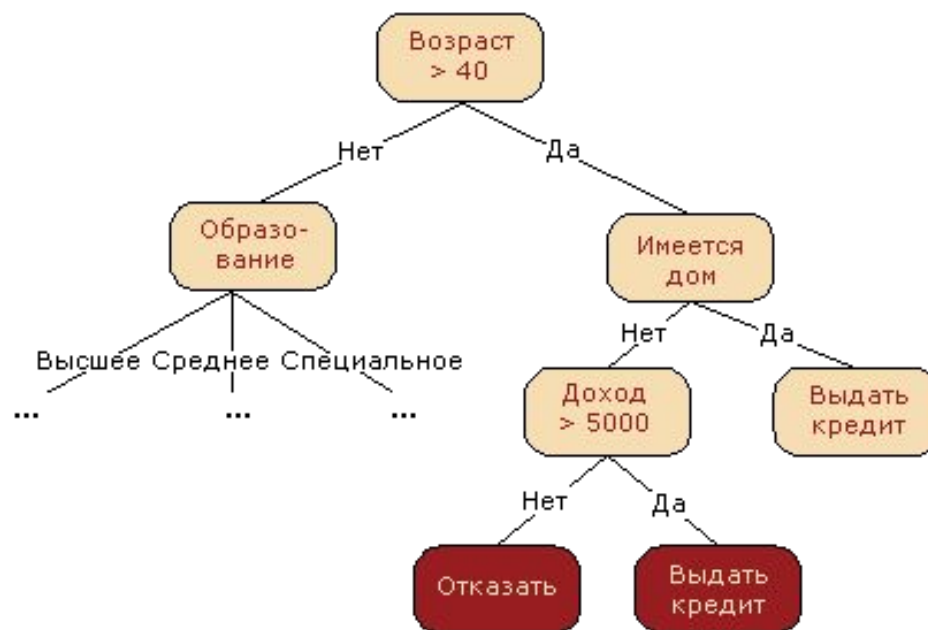 Возраст
> 40
Нет
Да
Образо-
вание
Имеется
дом
Высшее Среднее Специальное
... ... ...
Нет
Да
Доход
> 5000
Выдать
кредит
Нет
Да
Отказать
Выдать
кредит